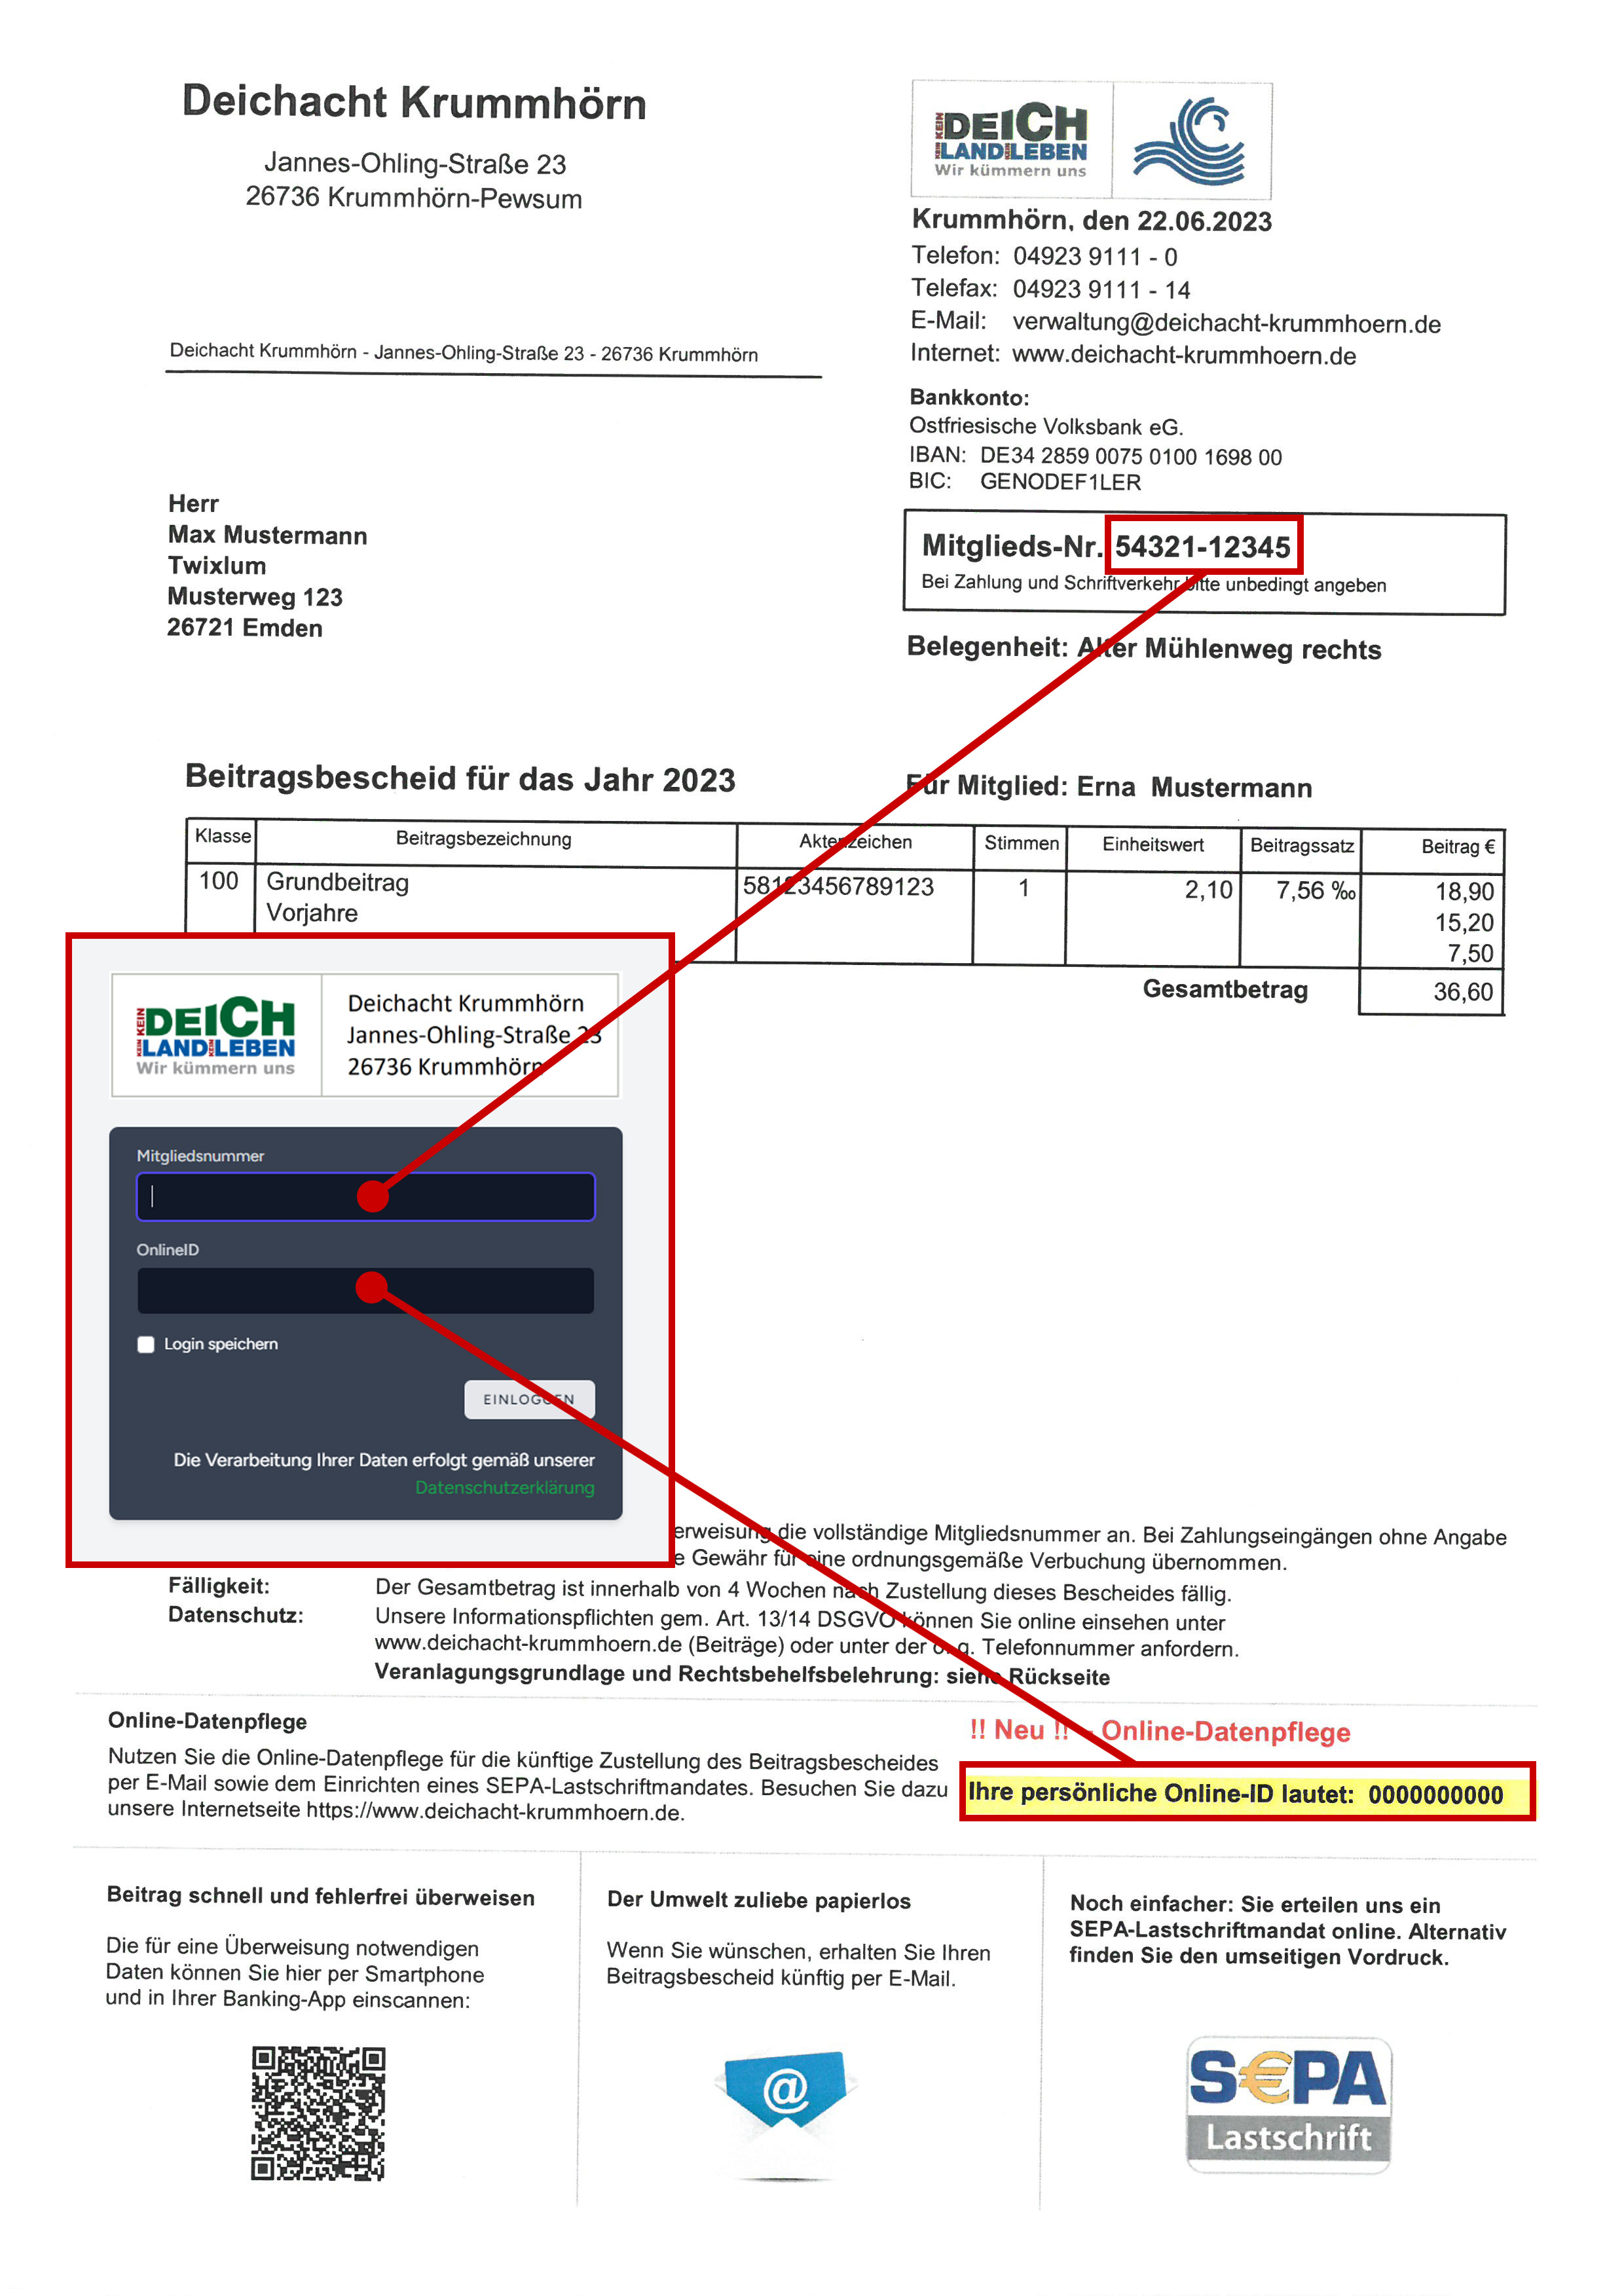 Deichacht Krummhörn
Jannes-Ohling-Straße 23
26736 Krummhörn-Pewsum
KEIN DEICH
KEIN LAND KEIN LEBEN
Wir kümmern uns
Krummhörn, den 22.06.2023
Telefon: 04923 9111 - 0
Telefax: 04923 9111 - 14
E-Mail: verwaltung@deichacht-krummhoern.de
Internet: www.deichacht-krummhoern.de
Deichacht Krummhörn - Jannes-Ohling-Straße 23 - 26736 Krummhörn
Bankkonto:
Ostfriesische Volksbank eG.
IBAN: DE34 2859 0075 0100 1698 00
BIC: GENODEF1LER
Herr
Max Mustermann
Twixlum
Musterweg 123
26721 Emden
Mitglieds-Nr. 54321-12345
Bei Zahlung und Schriftverkehr bitte unbedingt angeben
Belegenheit: Alter Mühlenweg rechts
Beitragsbescheid für das Jahr 2023
Für Mitglied: Erna Mustermann
Klasse Beitragsbezeichnung Aktenzeichen Stimmen Einheitswert Beitragssatz Beitrag €
100 Grundbeitrag 58123456789123 1 2,10 7,56 ‰ 18,90
Vorjahre 15,20
7,50
Gesamtbetrag 36,60
KEIN DEICH
KEIN LAND KEIN LEBEN
Wir kümmern uns
Deichacht Krummhörn
Jannes-Ohling-Straße 23
26736 Krummhörn
Mitgliedsnummer
OnlineID
Login speichern
EINLOGGEN
Die Verarbeitung Ihrer Daten erfolgt gemäß unserer
Datenschutzerklärung
erweisung die vollständige Mitgliedsnummer an. Bei Zahlungseingängen ohne Angabe
e Gewähr für eine ordnungsgemäße Verbuchung übernommen.
Fälligkeit: Der Gesamtbetrag ist innerhalb von 4 Wochen nach Zustellung dieses Bescheides fällig.
Datenschutz: Unsere Informationspflichten gem. Art. 13/14 DSGVO können Sie online einsehen unter
www.deichacht-krummhoern.de (Beiträge) oder unter der o. g. Telefonnummer anfordern.
Veranlagungsgrundlage und Rechtsbehelfsbelehrung: siehe Rückseite
Online-Datenpflege
Nutzen Sie die Online-Datenpflege für die künftige Zustellung des Beitragsbescheides
per E-Mail sowie dem Einrichten eines SEPA-Lastschriftmandates. Besuchen Sie dazu
unsere Internetseite https://www.deichacht-krummhoern.de.
!! Neu !! - Online-Datenpflege
Ihre persönliche Online-ID lautet: 0000000000
Beitrag schnell und fehlerfrei überweisen
Die für eine Überweisung notwendigen
Daten können Sie hier per Smartphone
und in Ihrer Banking-App einscannen:
Der Umwelt zuliebe papierlos
Wenn Sie wünschen, erhalten Sie Ihren
Beitragsbescheid künftig per E-Mail.
@
Noch einfacher: Sie erteilen uns ein
SEPA-Lastschriftmandat online. Alternativ
finden Sie den umseitigen Vordruck.
S€PA
Lastschrift